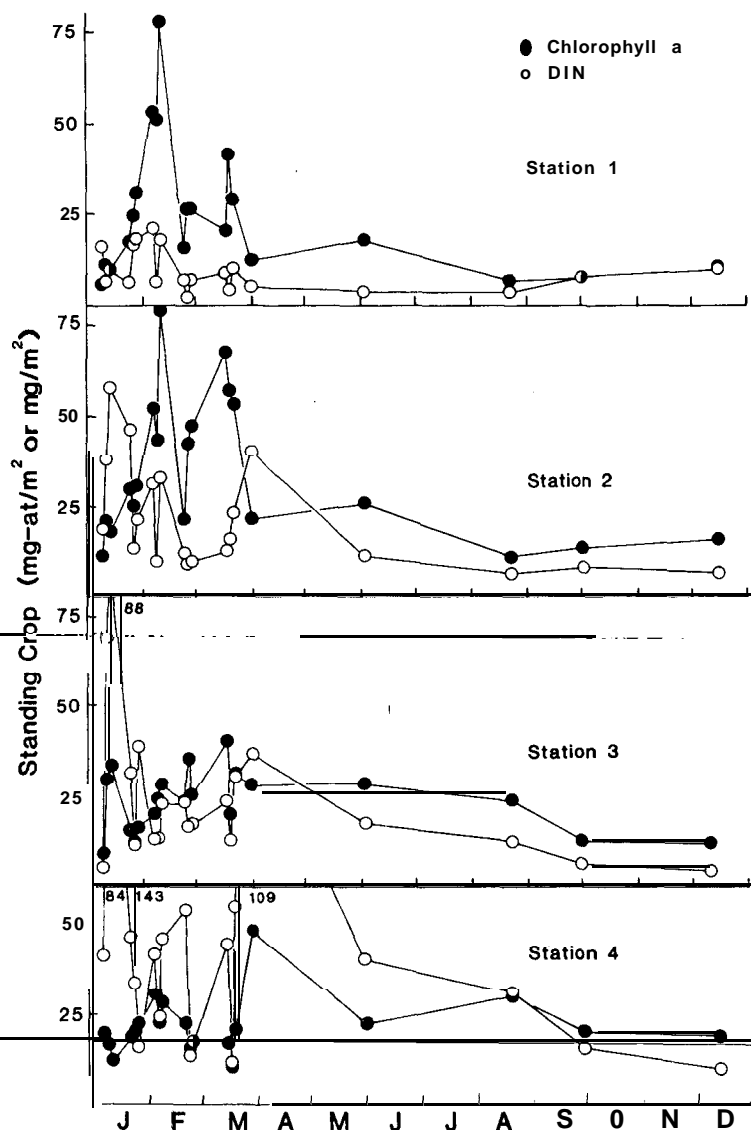 75
50
25
● Chlorophyll a
○ DIN
Station 1
75
50
25
Station 2
Standing Crop (mg-at/m² or mg/m²)
88
75
50
25
Station 3
84 143 109
50
25
Station 4
J F M A M J J A S 0 N D